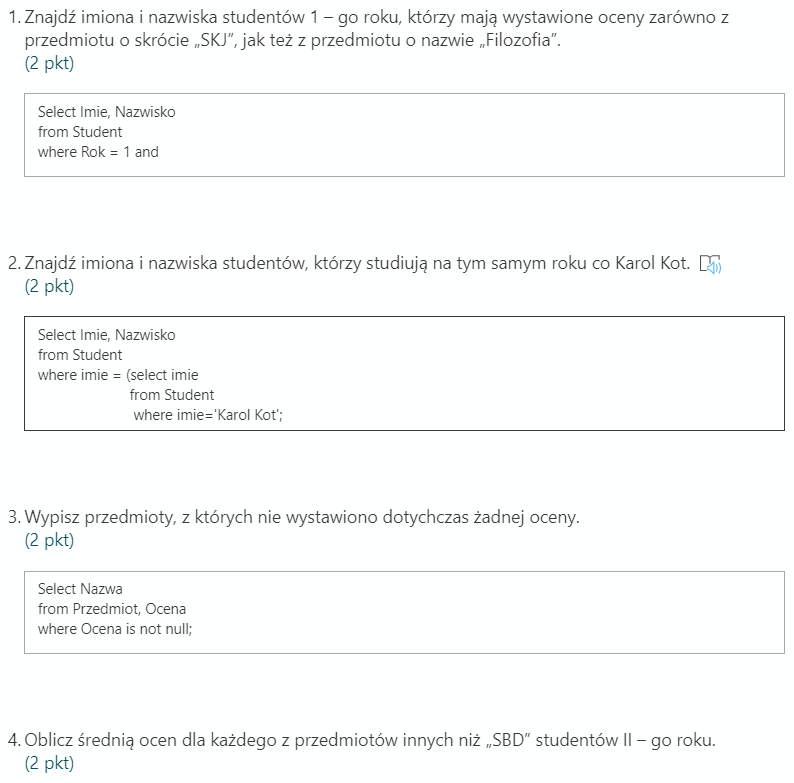 1. Znajdź imiona i nazwiska studentów 1 – go roku, którzy mają wystawione oceny zarówno z
przedmiotu o skrócie „SKJ”, jak też z przedmiotu o nazwie „Filozofia”.
(2 pkt)
Select Imie, Nazwisko
from Student
where Rok = 1 and
2. Znajdź imiona i nazwiska studentów, którzy studiują na tym samym roku co Karol Kot.
(2 pkt)
Select Imie, Nazwisko
from Student
where imie = (select imie
from Student
where imie='Karol Kot';
3. Wypisz przedmioty, z których nie wystawiono dotychczas żadnej oceny.
(2 pkt)
Select Nazwa
from Przedmiot, Ocena
where Ocena is not null;
4. Oblicz średnią ocen dla każdego z przedmiotów innych niż „SBD” studentów II – go roku.
(2 pkt)